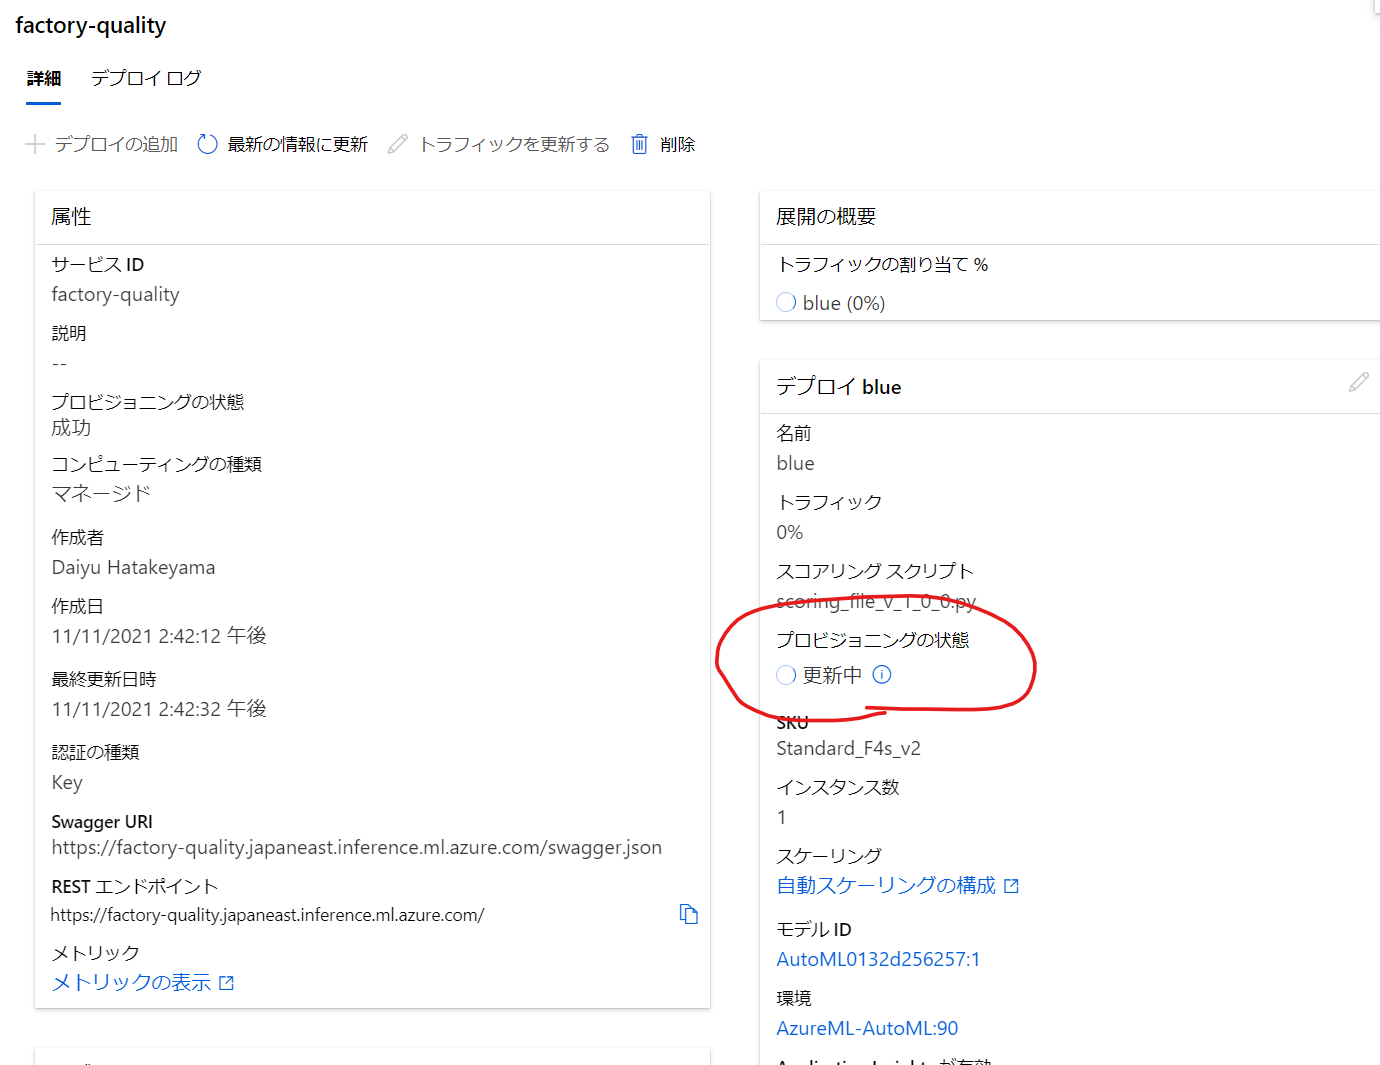 factory-quality
詳細 デプロイ ログ
デプロイの追加 最新の情報に更新 トラフィックを更新する 削除
属性
サービス ID
factory-quality
説明
--
プロビジョニングの状態
成功
コンピューティングの種類
マネージド
作成者
Daiyu Hatakeyama
作成日
11/11/2021 2:42:12 午後
最終更新日時
11/11/2021 2:42:32 午後
認証の種類
Key
Swagger URI
https://factory-quality.japaneast.inference.ml.azure.com/swagger.json
REST エンドポイント
https://factory-quality.japaneast.inference.ml.azure.com/
メトリック
メトリックの表示
展開の概要
トラフィックの割り当て %
blue (0%)
デプロイ blue
名前
blue
トラフィック
0%
スコアリング スクリプト
scoring_file_v_1_0_0.py
プロビジョニングの状態
更新中
SKU
Standard_F4s_v2
インスタンス数
1
スケーリング
自動スケーリングの構成
モデル ID
AutoML0132d256257:1
環境
AzureML-AutoML:90